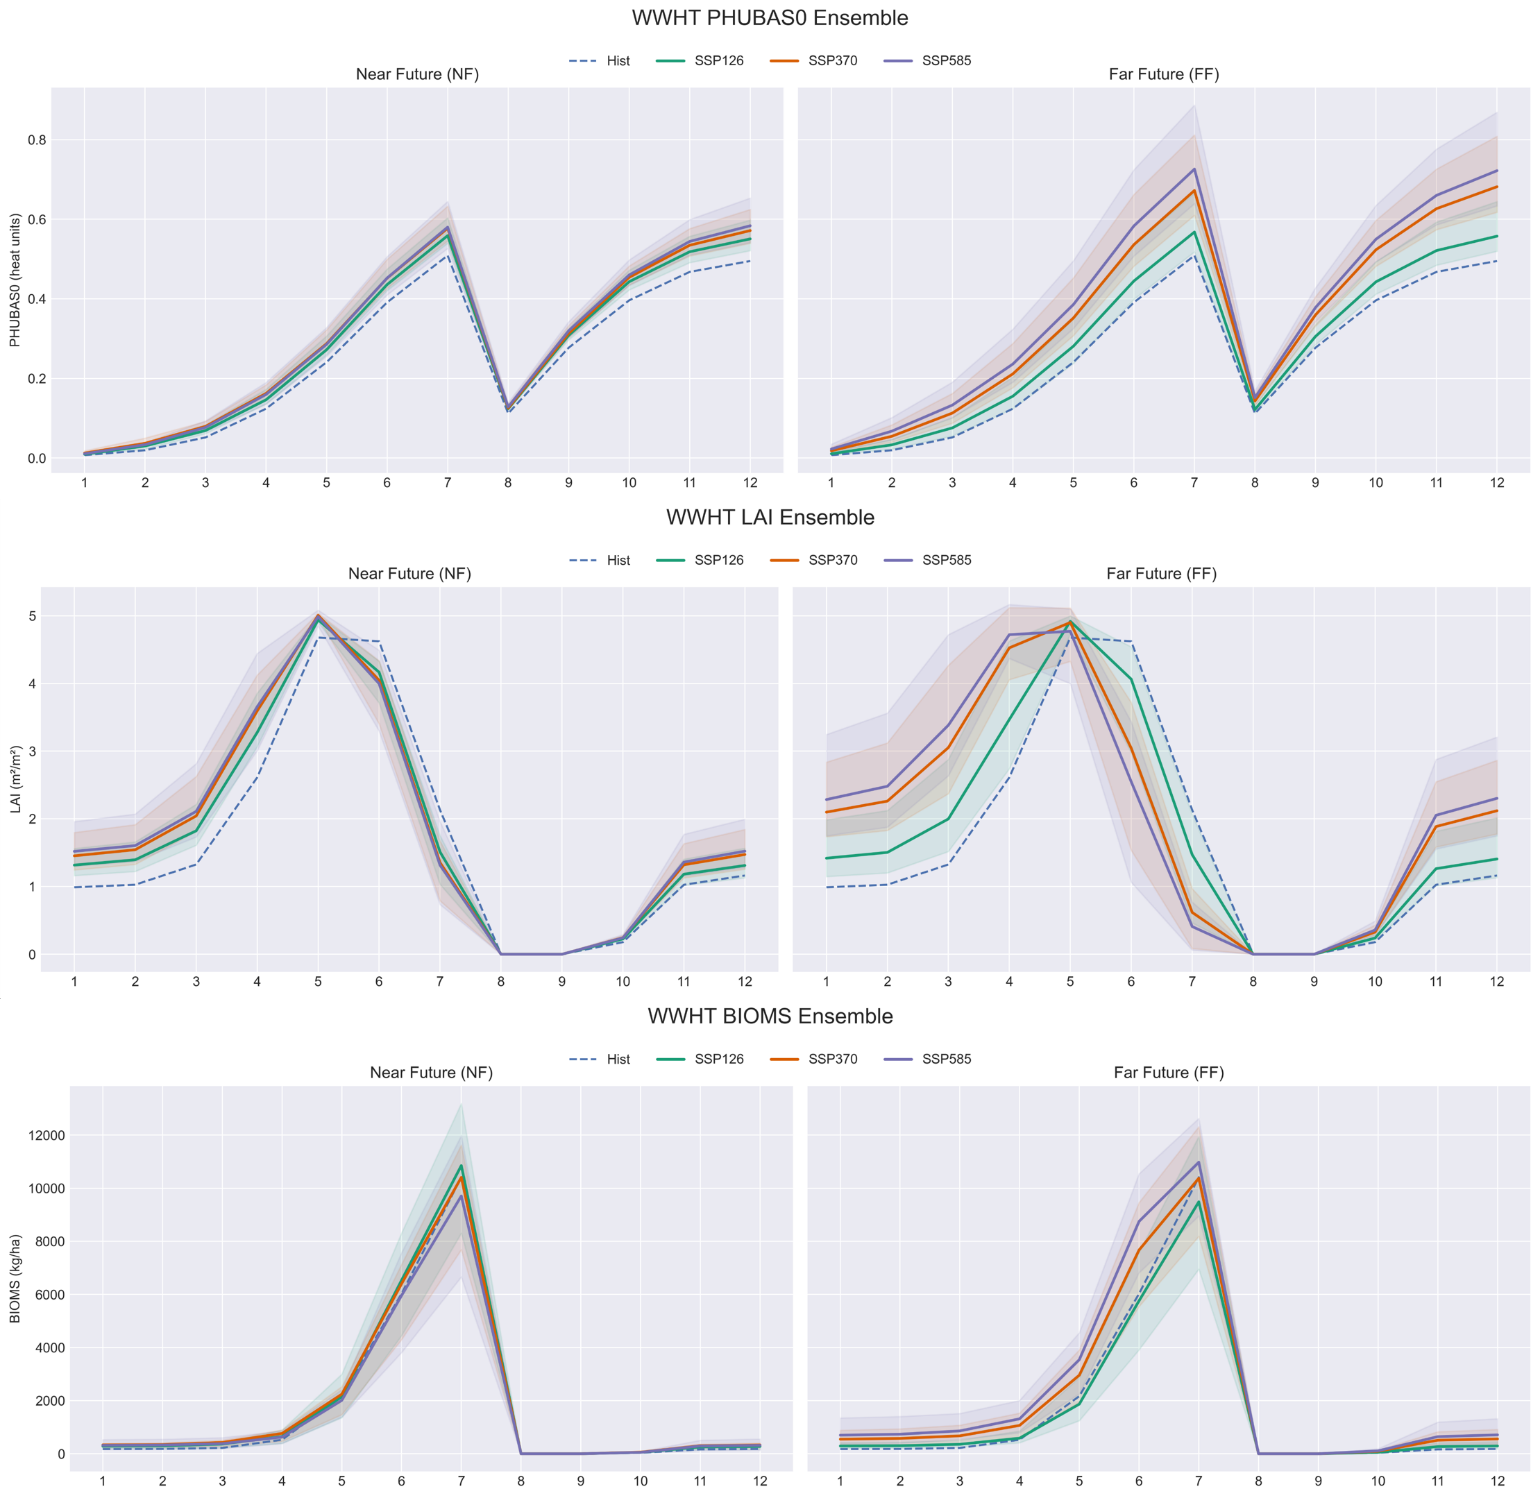 WWHT PHUBAS0 Ensemble
Hist SSP126 SSP370 SSP585
Near Future (NF) Far Future (FF)
PHUBAS0 (heat units)
0.8
0.6
0.4
0.2
0.0
1 2 3 4 5 6 7 8 9 10 11 12 1 2 3 4 5 6 7 8 9 10 11 12
WWHT LAI Ensemble
Hist SSP126 SSP370 SSP585
Near Future (NF) Far Future (FF)
LAI (m²/m²)
5
4
3
2
1
0
1 2 3 4 5 6 7 8 9 10 11 12 1 2 3 4 5 6 7 8 9 10 11 12
WWHT BIOMS Ensemble
Hist SSP126 SSP370 SSP585
Near Future (NF) Far Future (FF)
BIOMS (kg/ha)
12000
10000
8000
6000
4000
2000
0
1 2 3 4 5 6 7 8 9 10 11 12 1 2 3 4 5 6 7 8 9 10 11 12